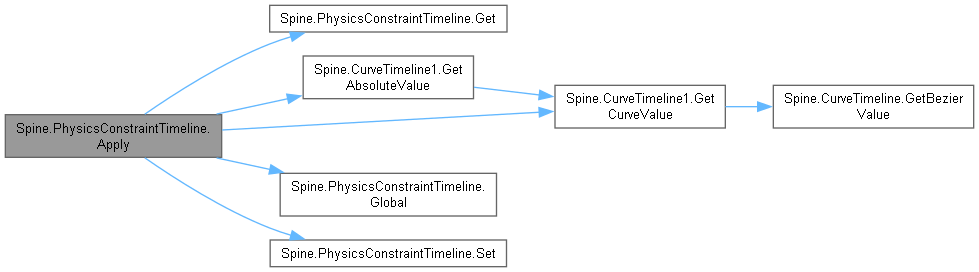 Spine.PhysicsConstraintTimeline.Get
Spine.CurveTimeline1.Get
AbsoluteValue
Spine.CurveTimeline1.Get
CurveValue
Spine.CurveTimeline.GetBezier
Value
Spine.PhysicsConstraintTimeline.
Apply
Spine.PhysicsConstraintTimeline.
Global
Spine.PhysicsConstraintTimeline.Set